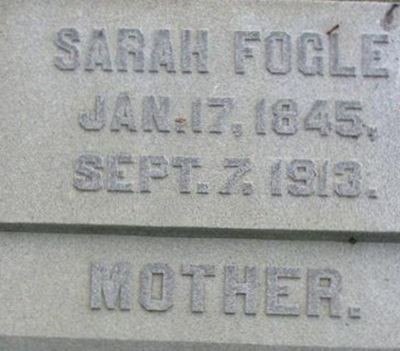 SARAH FOGLE
JAN. 17, 1845,
SEPT. 7, 1913.
MOTHER.